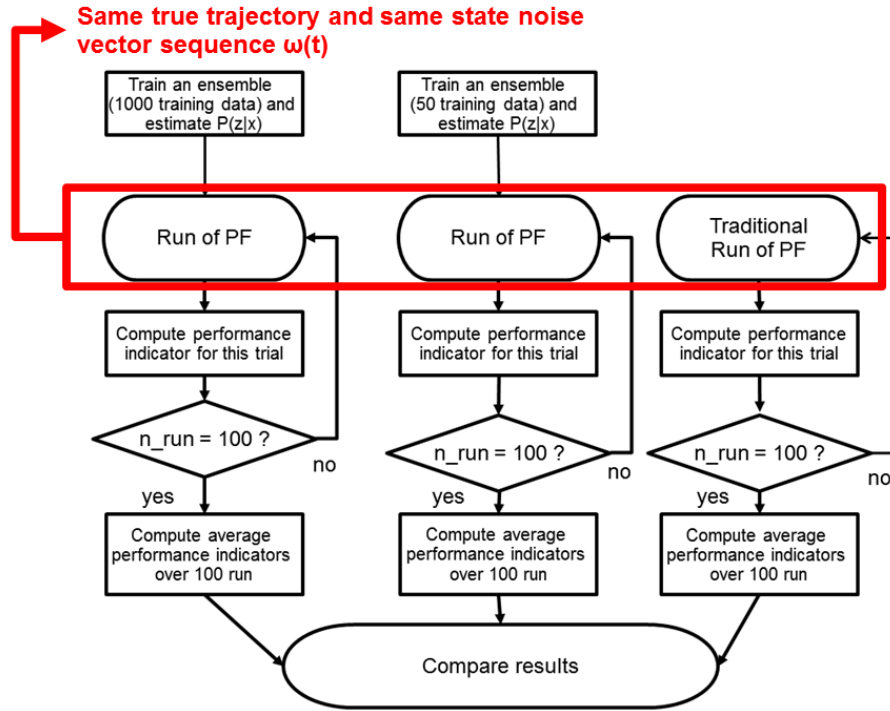 Same true trajectory and same state noise
vector sequence ω(t)
Train an ensemble
(1000 training data) and
estimate P(z|x)
Train an ensemble
(50 training data) and
estimate P(z|x)
Run of PF
Run of PF
Traditional
Run of PF
Compute performance
indicator for this trial
Compute performance
indicator for this trial
Compute performance
indicator for this trial
n_run = 100 ?
no
yes
n_run = 100 ?
no
yes
n_run = 100 ?
no
yes
Compute average
performance indicators
over 100 run
Compute average
performance indicators
over 100 run
Compute average
performance indicators
over 100 run
Compare results